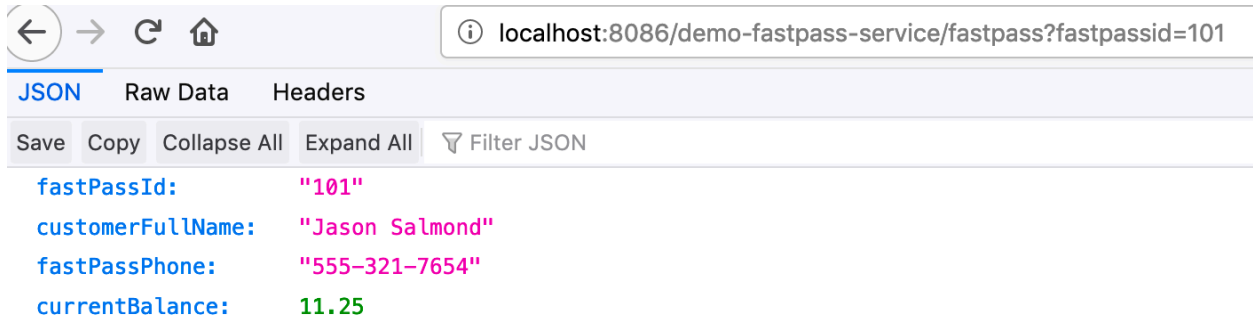 localhost:8086/demo-fastpass-service/fastpass?fastpassid=101
JSON Raw Data Headers
Save Copy Collapse All Expand All Filter JSON
fastPassId: "101"
customerFullName: "Jason Salmond"
fastPassPhone: "555-321-7654"
currentBalance: 11.25